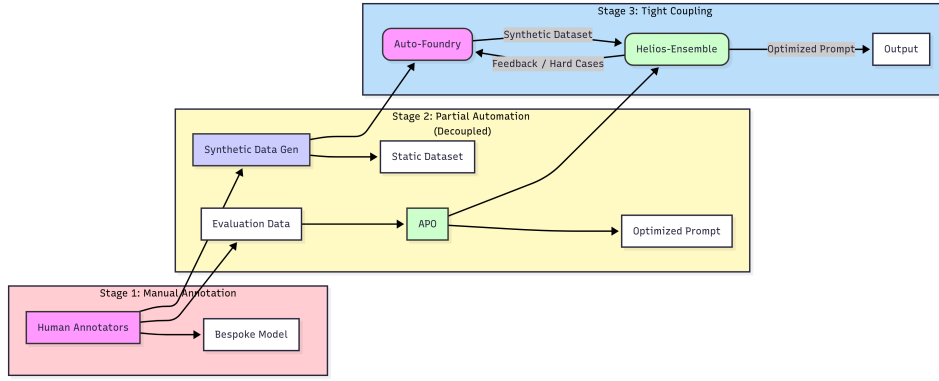 Stage 3: Tight Coupling
Auto-Foundry
Synthetic Dataset
Feedback / Hard Cases
Helios-Ensemble
Optimized Prompt
Output
Stage 2: Partial Automation
(Decoupled)
Synthetic Data Gen
Static Dataset
Evaluation Data
APO
Optimized Prompt
Stage 1: Manual Annotation
Human Annotators
Bespoke Model